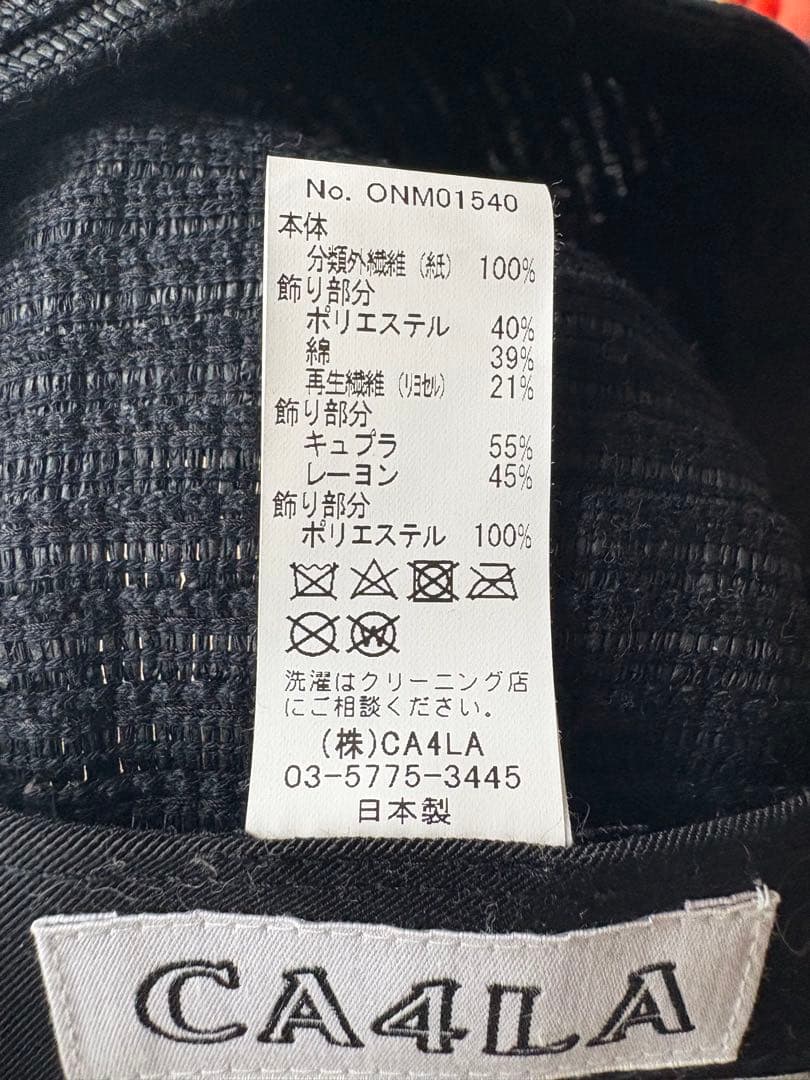 No. ONM01540
本体
分類外繊維（紙） 100%
飾り部分
ポリエステル 40%
綿 39%
再生繊維（リヨセル） 21%
飾り部分
キュプラ 55%
レーヨン 45%
飾り部分
ポリエステル 100%
W
洗濯はクリーニング店
にご相談ください。
(株)CA4LA
03-5775-3445
日本製
CA4LA